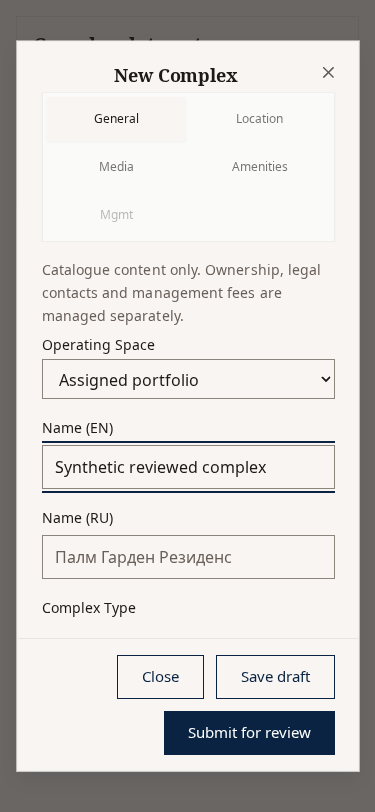 New Complex
General
Location
Media
Amenities
Mgmt
Catalogue content only. Ownership, legal
contacts and management fees are
managed separately.
Operating Space
Assigned portfolio
Name (EN)
Synthetic reviewed complex
Name (RU)
Палм Гарден Резиденс
Complex Type
Close
Save draft
Submit for review